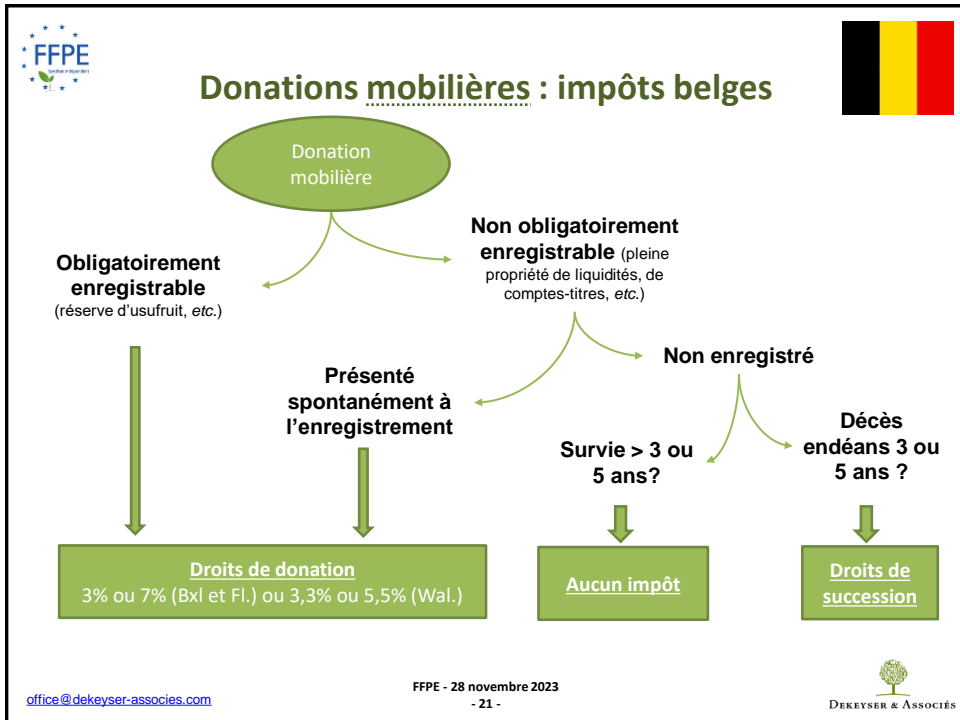 FFPE
Syndicat Indépendant
Donations mobilières : impôts belges
Donation
mobilière
Obligatoirement
enregistrable
(réserve d'usufruit, etc.)
Non obligatoirement
enregistrable (pleine
propriété de liquidités, de
comptes-titres, etc.)
Présenté
spontanément à
l'enregistrement
Non enregistré
Survie > 3 ou
5 ans?
Décès
endéans 3 ou
5 ans ?
Droits de donation
3% ou 7% (Bxl et Fl.) ou 3,3% ou 5,5% (Wal.)
Aucun impôt
Droits de
succession
office@dekeyser-associes.com
FFPE - 28 novembre 2023
- 21 -
Dekeyser & Associés